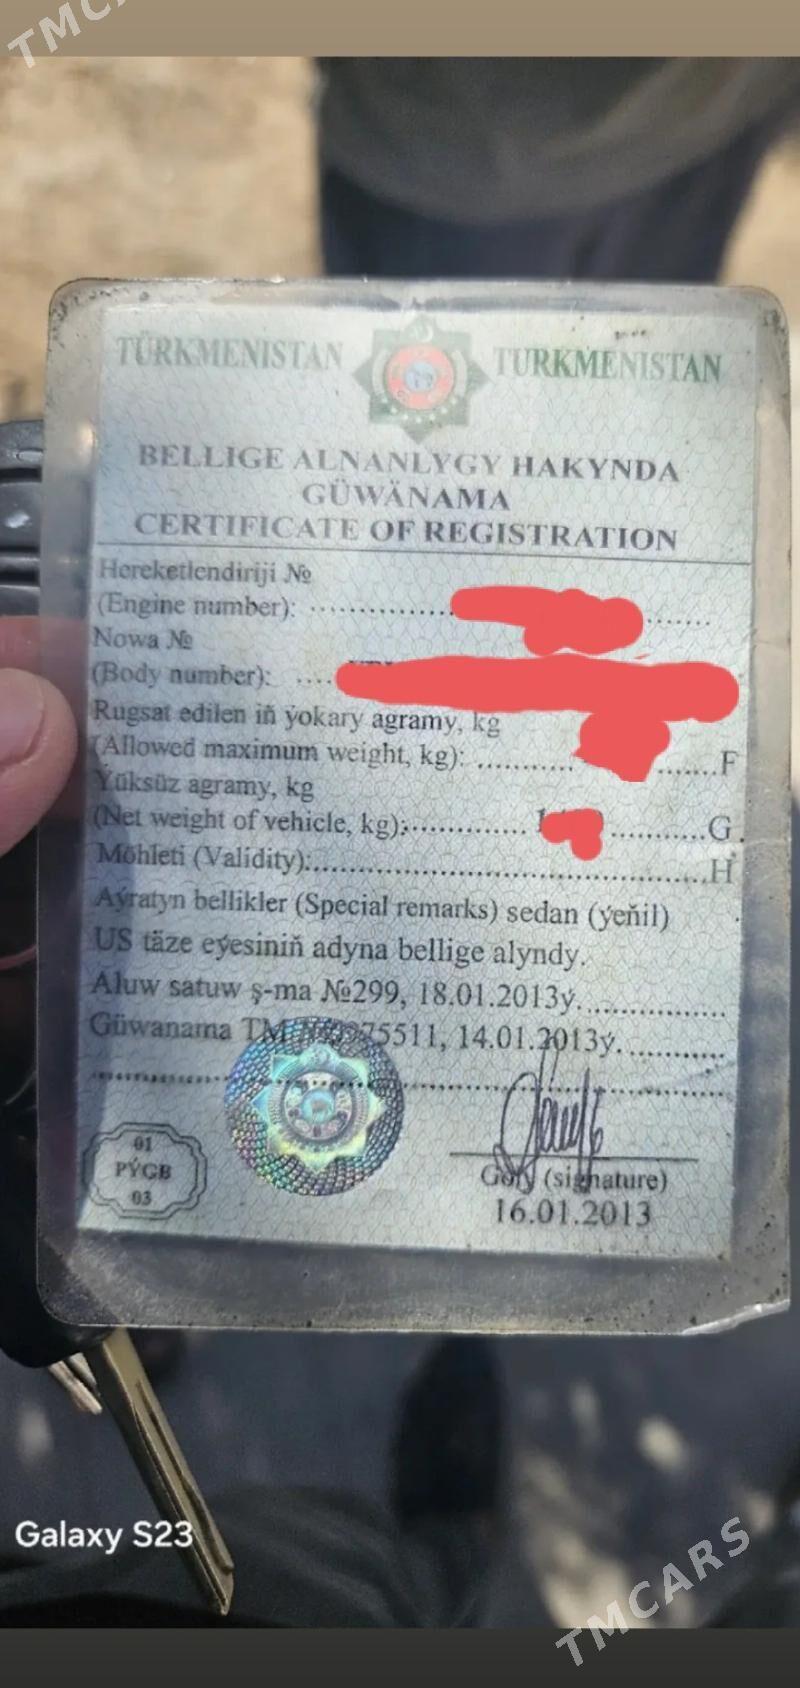 TMC
TÜRKMENISTAN TURKMENISTAN
BELLIGE ALNANLYGY HAKYNDA
GÜWÄNAMA
CERTIFICATE OF REGISTRATION
Hereketlendiriji №
(Engine number):
Nowa №
(Body number):
Rugsat edilen iň ýokary agramy, kg
(Allowed maximum weight, kg): F
Ýüksüz agramy, kg
(Net weight of vehicle, kg): G
Möhleti (Validity): H
Aýratyn bellikler (Special remarks) sedan (ýeňil)
US täze eýesiniň adyna bellige alyndy.
Aluw satuw ş-ma №299, 18.01.2013ý.
Güwanama TM 75511, 14.01.2013ý.
01
PÝGB
03
Goly (signature)
16.01.2013
Galaxy S23
TMCARS